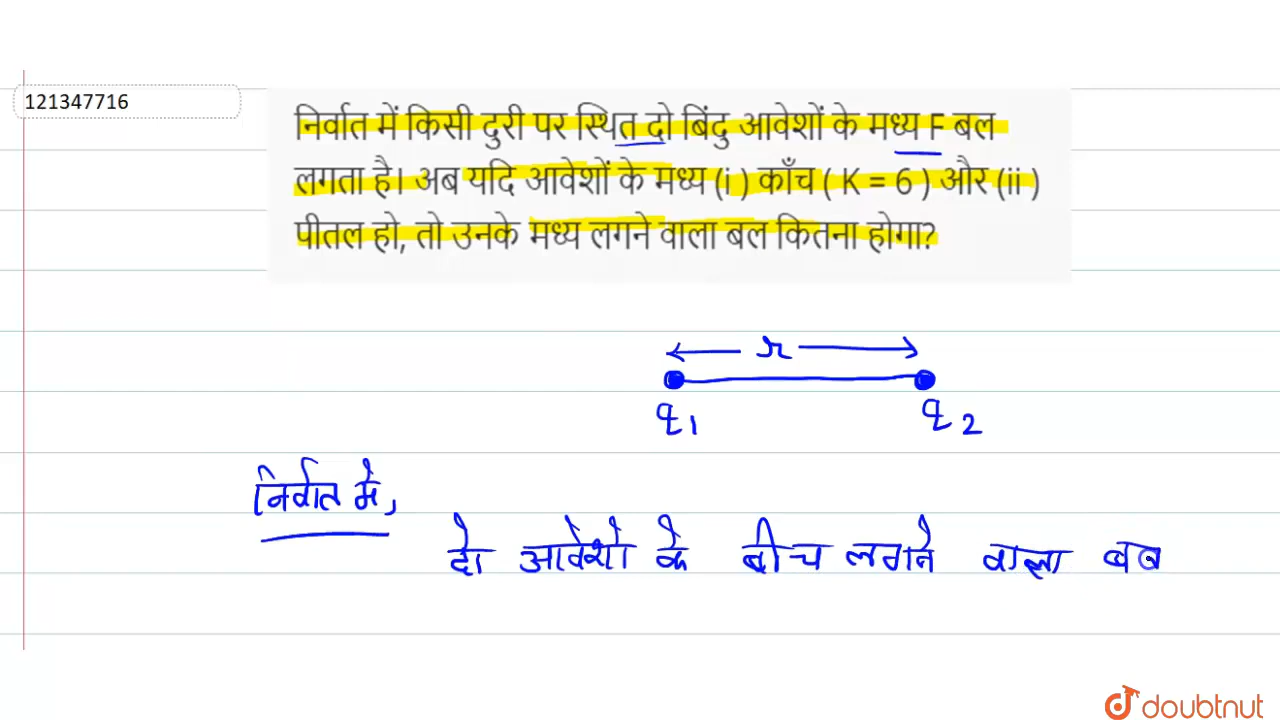 121347716
निर्वात में किसी दुरी पर स्थित दो बिंदु आवेशों के मध्य F बल
लगता है। अब यदि आवेशों के मध्य (i ) काँच ( K = 6 ) और (ii )
पीतल हो, तो उनके मध्य लगने वाला बल कितना होगा?
r
q1 q2
निर्वात में,
दो आवेशो के बीच लगने वाला बल
doubtnut